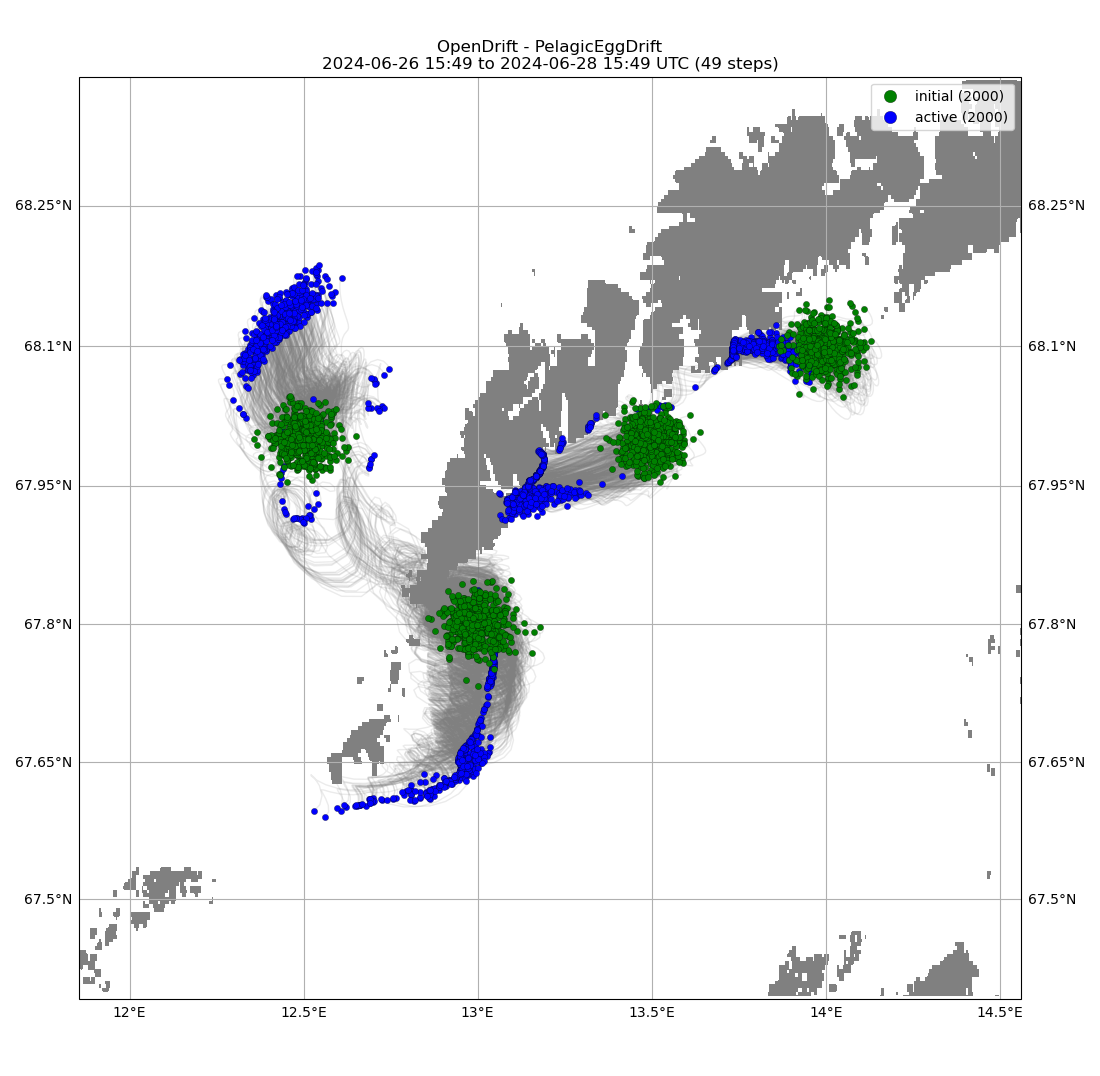 OpenDrift - PelagicEggDrift
2024-06-26 15:49 to 2024-06-28 15:49 UTC (49 steps)
initial (2000)
active (2000)
68.25°N 68.25°N
68.1°N 68.1°N
67.95°N 67.95°N
67.8°N 67.8°N
67.65°N 67.65°N
67.5°N 67.5°N
12°E 12.5°E 13°E 13.5°E 14°E 14.5°E